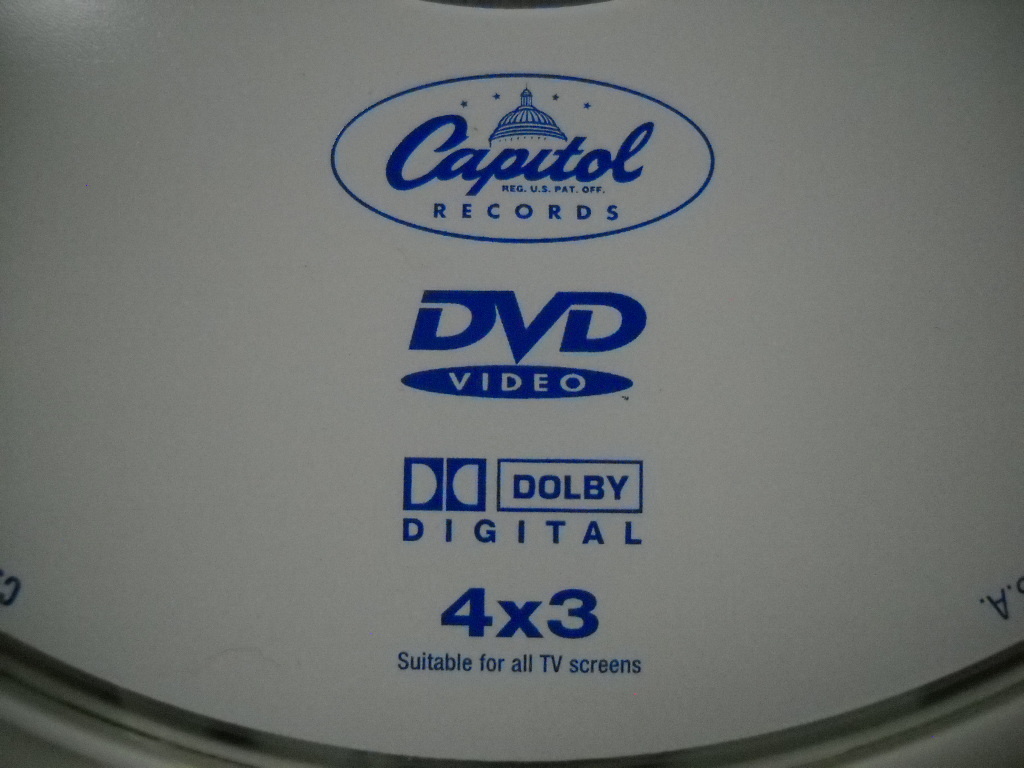 Capitol
REG. U.S. PAT. OFF.
RECORDS
DVD
VIDEO
DOLBY
DIGITAL
4x3
Suitable for all TV screens